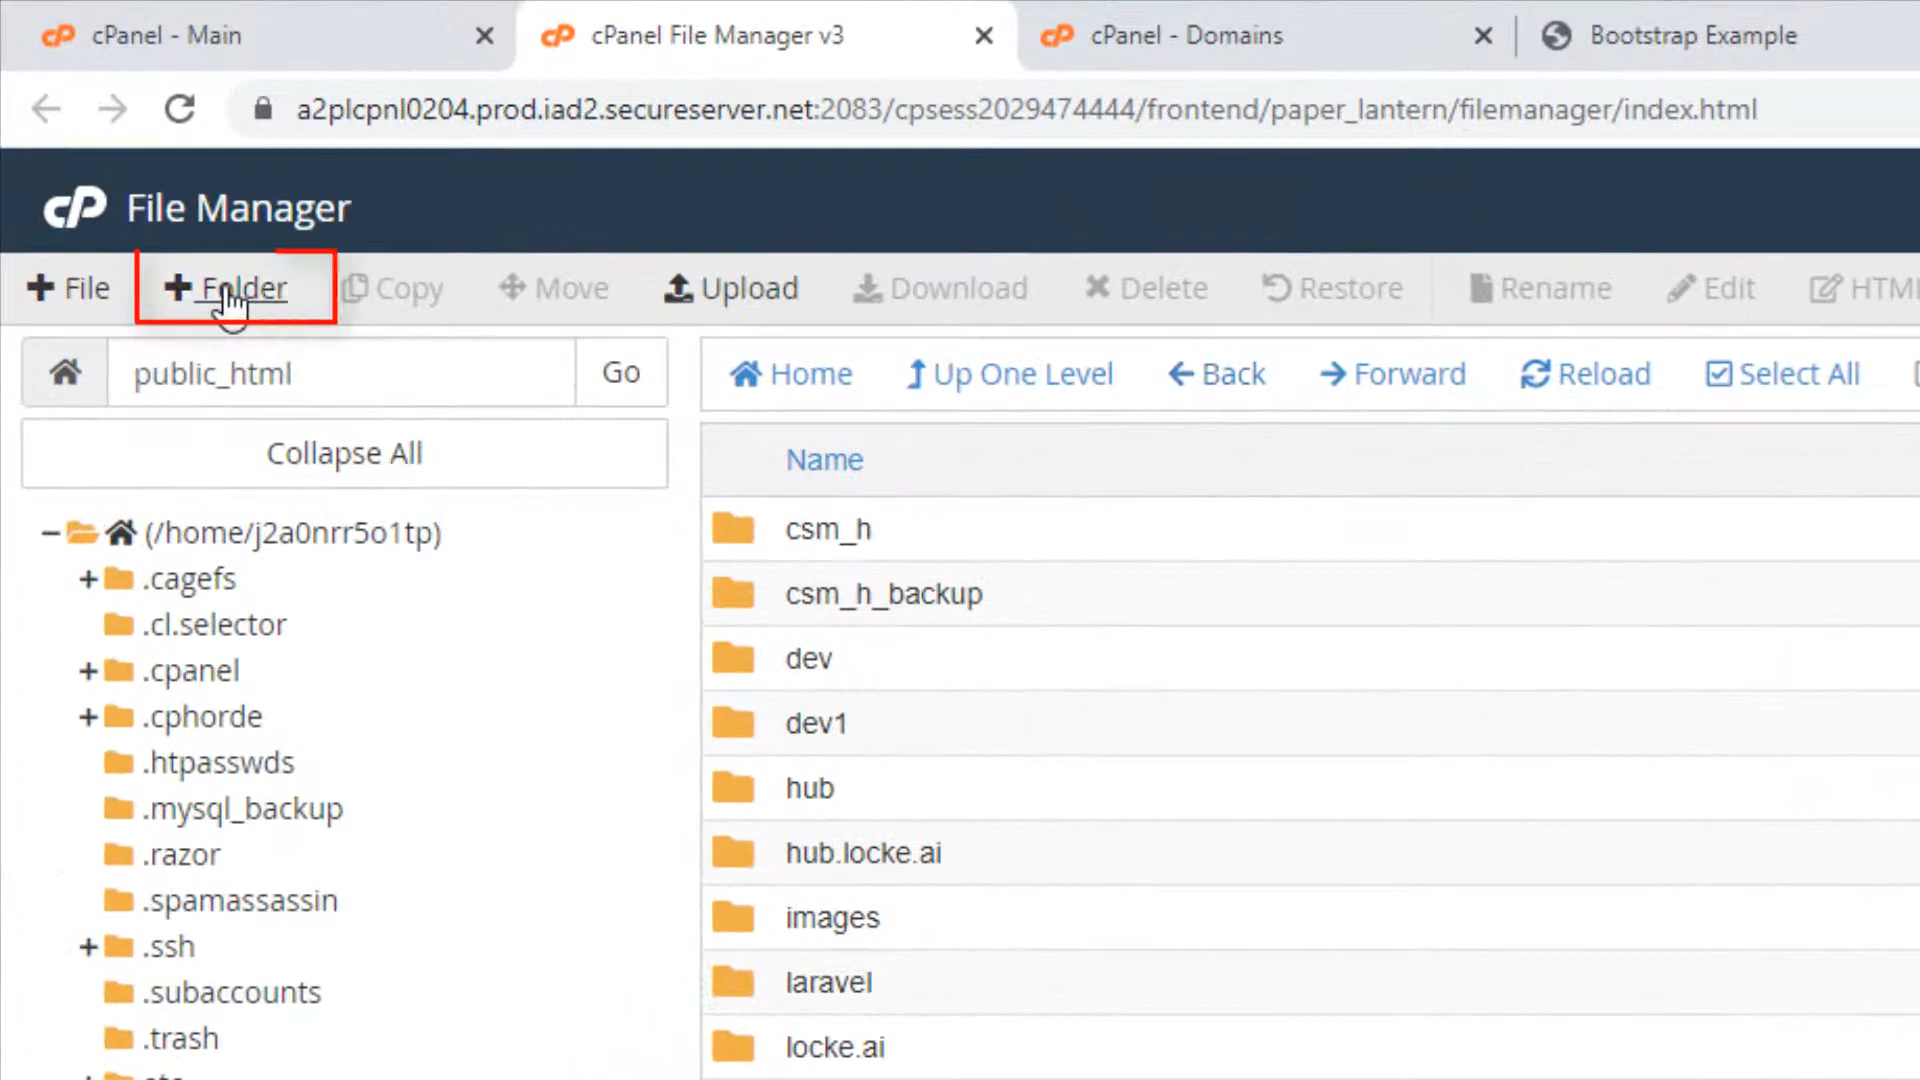 cPanel - Main
cPanel File Manager v3
cPanel - Domains
Bootstrap Example
a2plcpnl0204.prod.iad2.secureserver.net:2083/cpsess2029474444/frontend/paper_lantern/filemanager/index.html
cP File Manager
File
Folder
Copy
Move
Upload
Download
Delete
Restore
Rename
Edit
public_html
Go
Home
Up One Level
Back
Forward
Reload
Select All
Collapse All
Name
(/home/j2a0nrr5o1tp)
.cagefs
.cl.selector
.cpanel
.cphorde
.htpasswds
.mysql_backup
.razor
.spamassassin
.ssh
.subaccounts
.trash
csm_h
csm_h_backup
dev
dev1
hub
hub.locke.ai
images
laravel
locke.ai